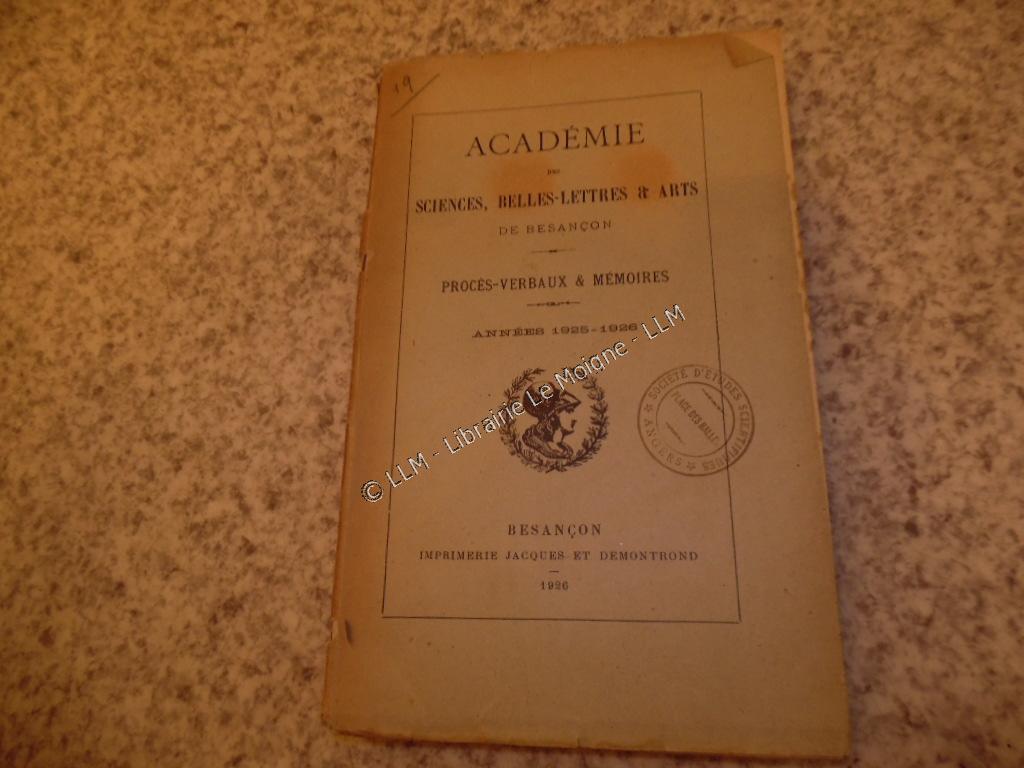 19
ACADÉMIE
DES
SCIENCES, BELLES-LETTRES & ARTS
DE BESANÇON
PROCÈS-VERBAUX & MÉMOIRES
ANNÉES 1925-1926
© LLM - Librairie Le Moigne - LLM
SOCIÉTÉ D'ÉTUDES SCIENTIFIQUES
PLACE DES HALLES
ANGERS
BESANÇON
IMPRIMERIE JACQUES ET DEMONTROND
1926